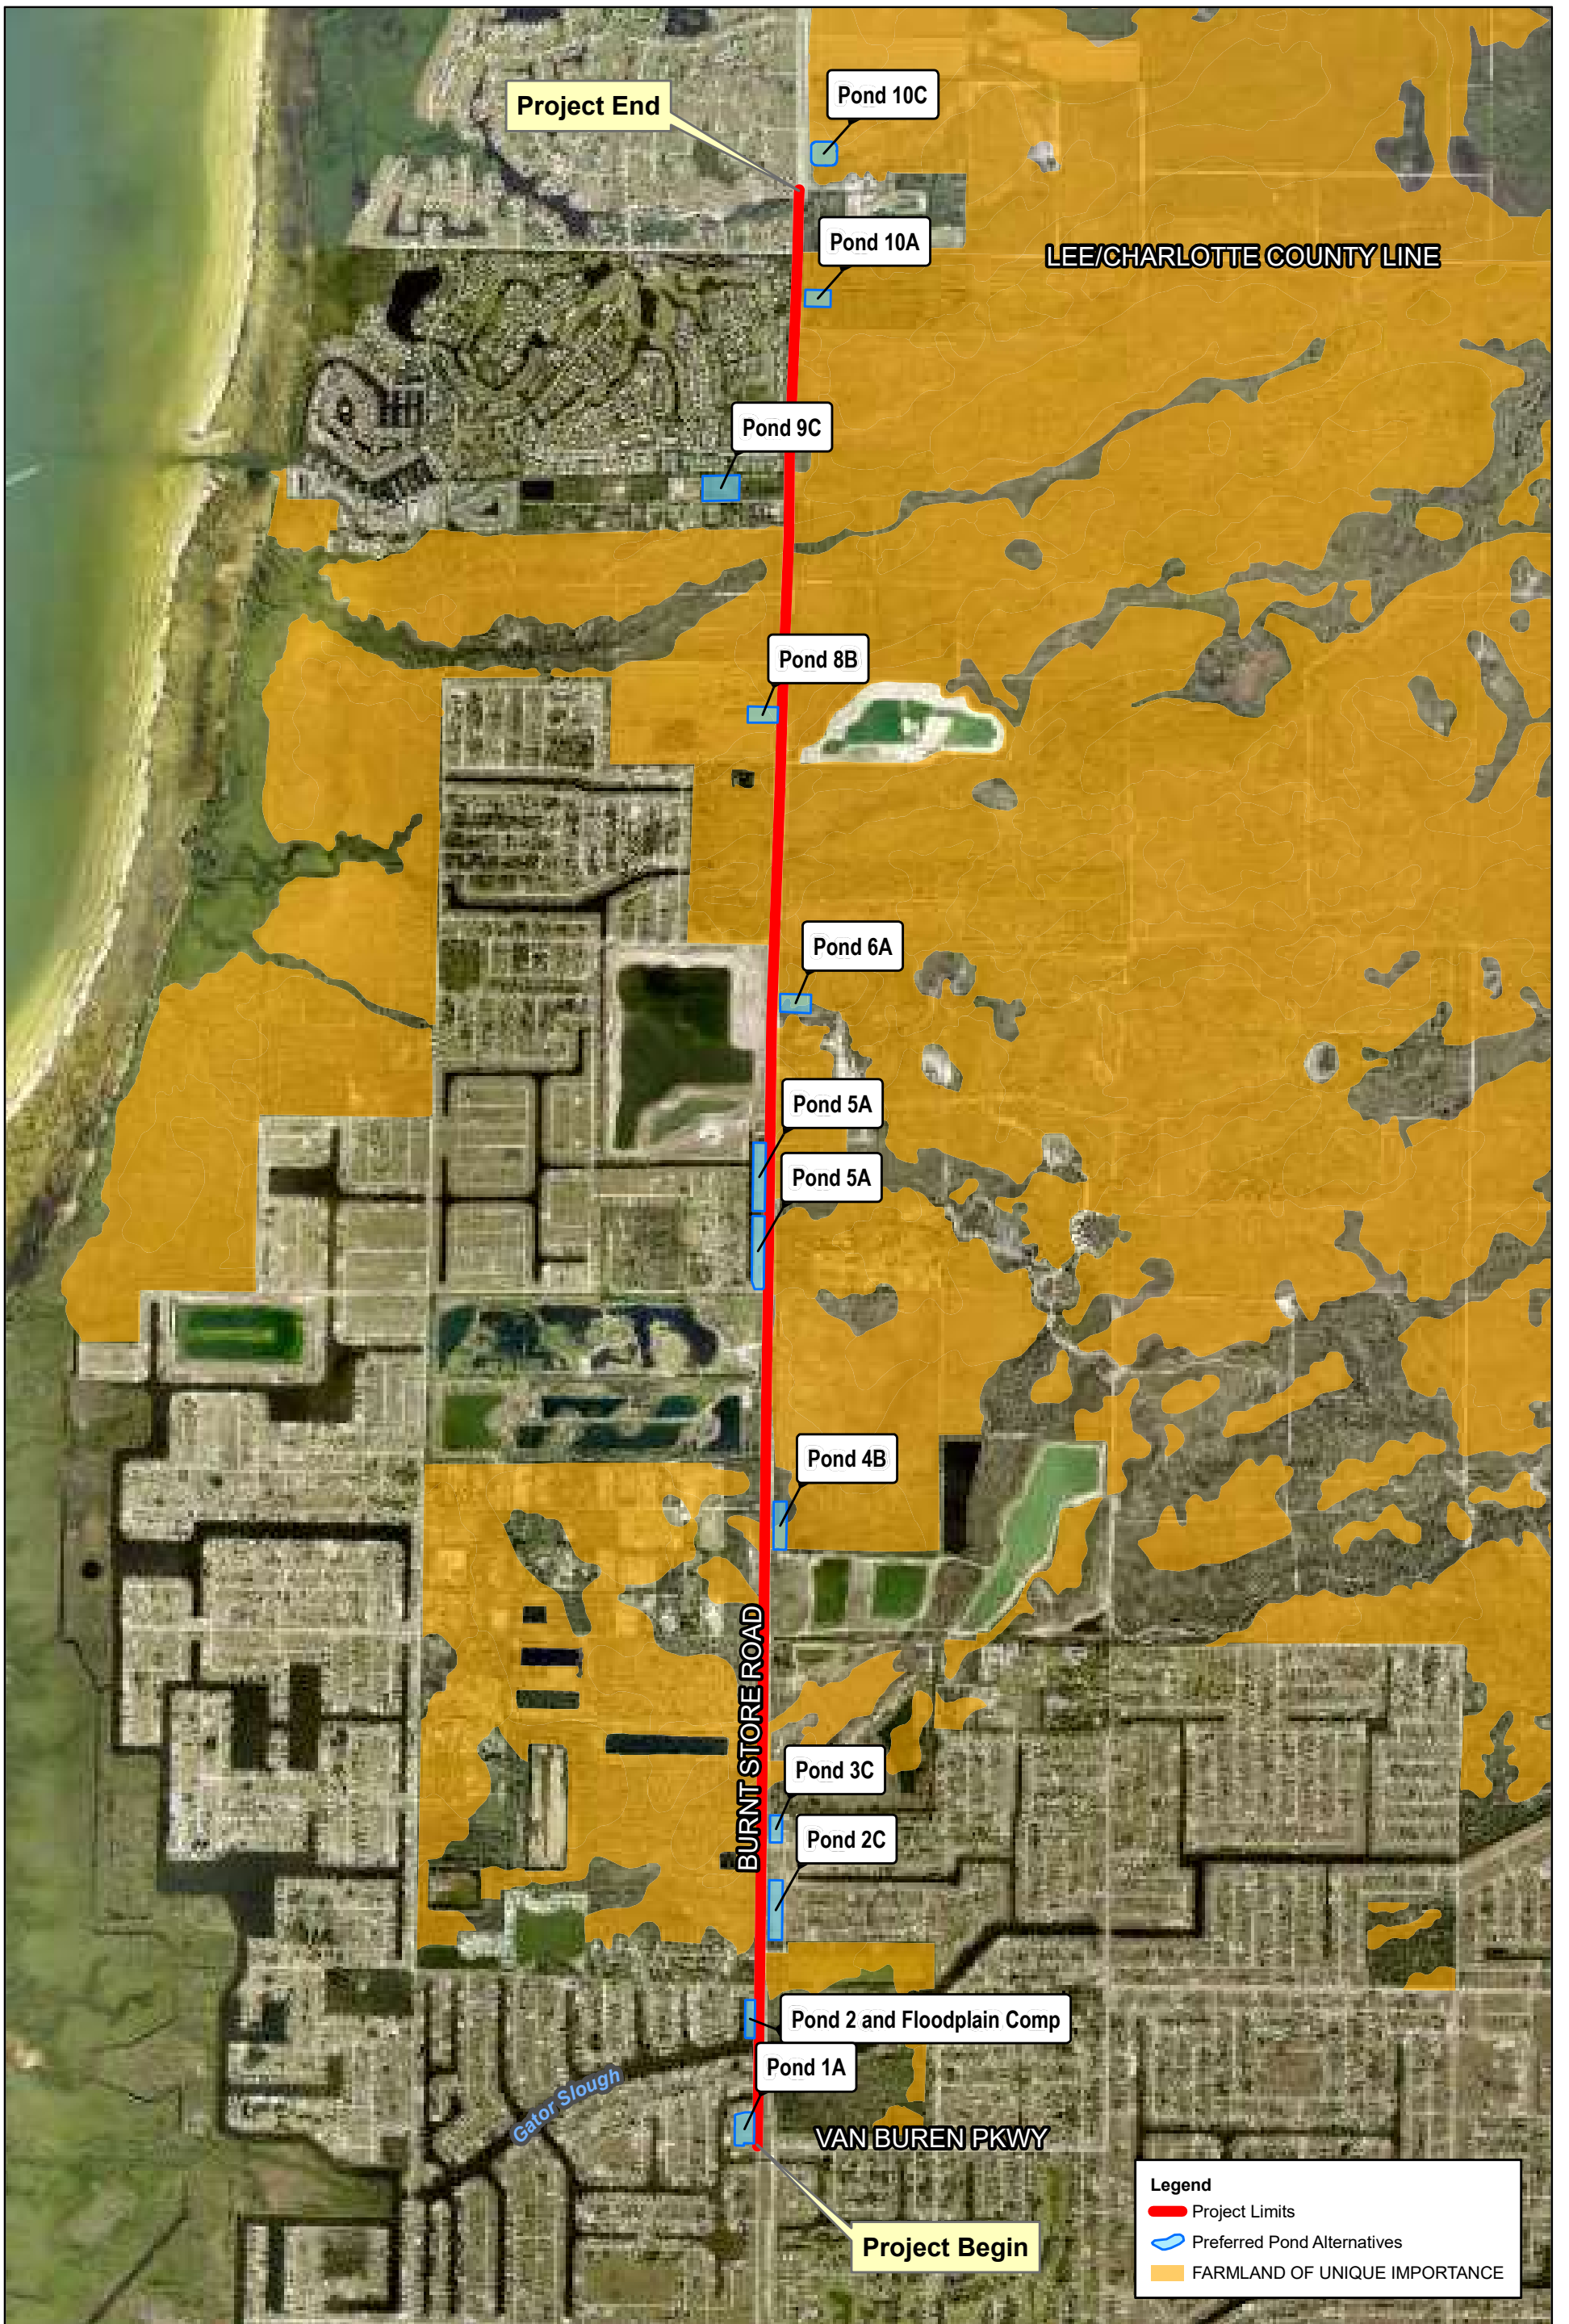 Pond 10C
Project End
Pond 10A
LEE/CHARLOTTE COUNTY LINE
Pond 9C
Pond 8B
Pond 6A
Pond 5A
Pond 5A
Pond 4B
BURNT STORE ROAD
Pond 3C
Pond 2C
Pond 2 and Floodplain Comp
Pond 1A
Gator Slough
VAN BUREN PKWY
Project Begin
Legend
Project Limits
Preferred Pond Alternatives
FARMLAND OF UNIQUE IMPORTANCE